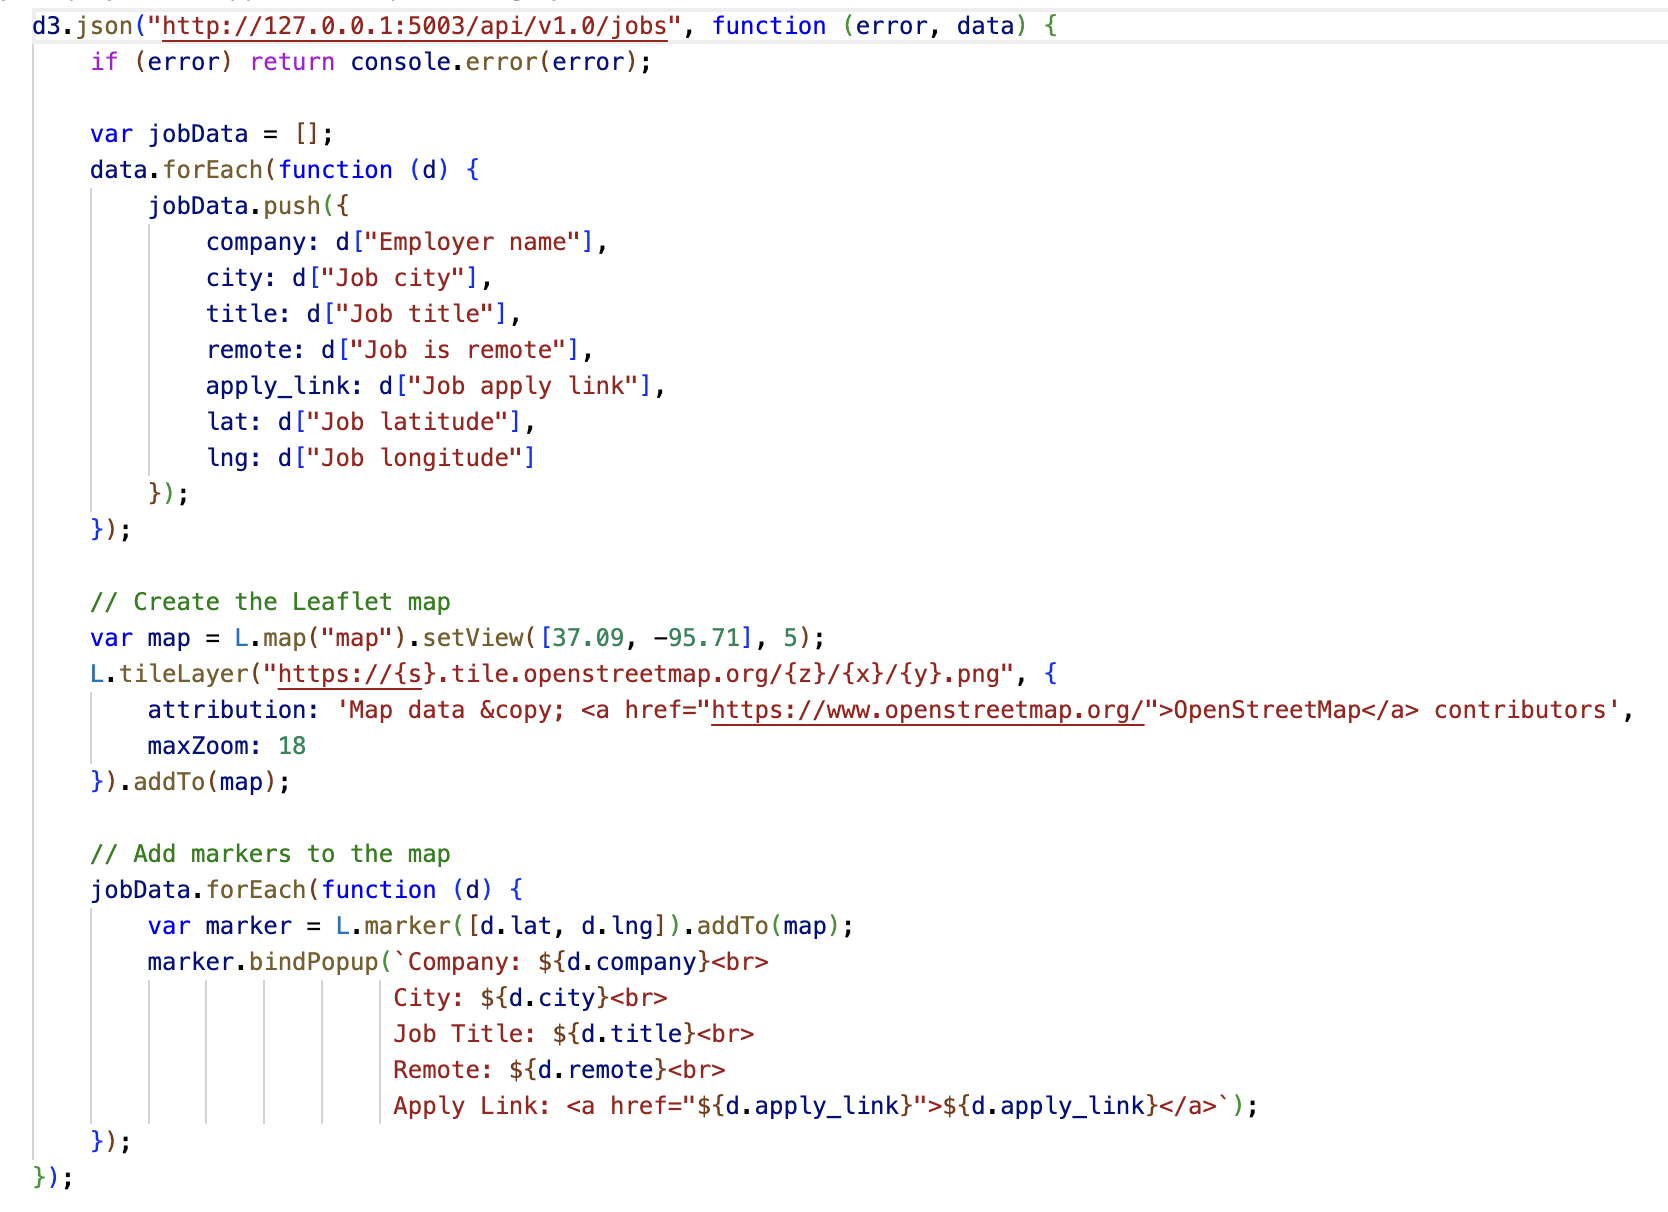 d3.json("http://127.0.0.1:5003/api/v1.0/jobs", function (error, data) {
    if (error) return console.error(error);

    var jobData = [];
    data.forEach(function (d) {
        jobData.push({
            company: d["Employer name"],
            city: d["Job city"],
            title: d["Job title"],
            remote: d["Job is remote"],
            apply_link: d["Job apply link"],
            lat: d["Job latitude"],
            lng: d["Job longitude"]
        });
    });

    // Create the Leaflet map
    var map = L.map("map").setView([37.09, -95.71], 5);
    L.tileLayer("https://{s}.tile.openstreetmap.org/{z}/{x}/{y}.png", {
        attribution: 'Map data &copy; <a href="https://www.openstreetmap.org/">OpenStreetMap</a> contributors',
        maxZoom: 18
    }).addTo(map);

    // Add markers to the map
    jobData.forEach(function (d) {
        var marker = L.marker([d.lat, d.lng]).addTo(map);
        marker.bindPopup(`Company: ${d.company}<br>
                         City: ${d.city}<br>
                         Job Title: ${d.title}<br>
                         Remote: ${d.remote}<br>
                         Apply Link: <a href="${d.apply_link}">${d.apply_link}</a>`);
    });
});